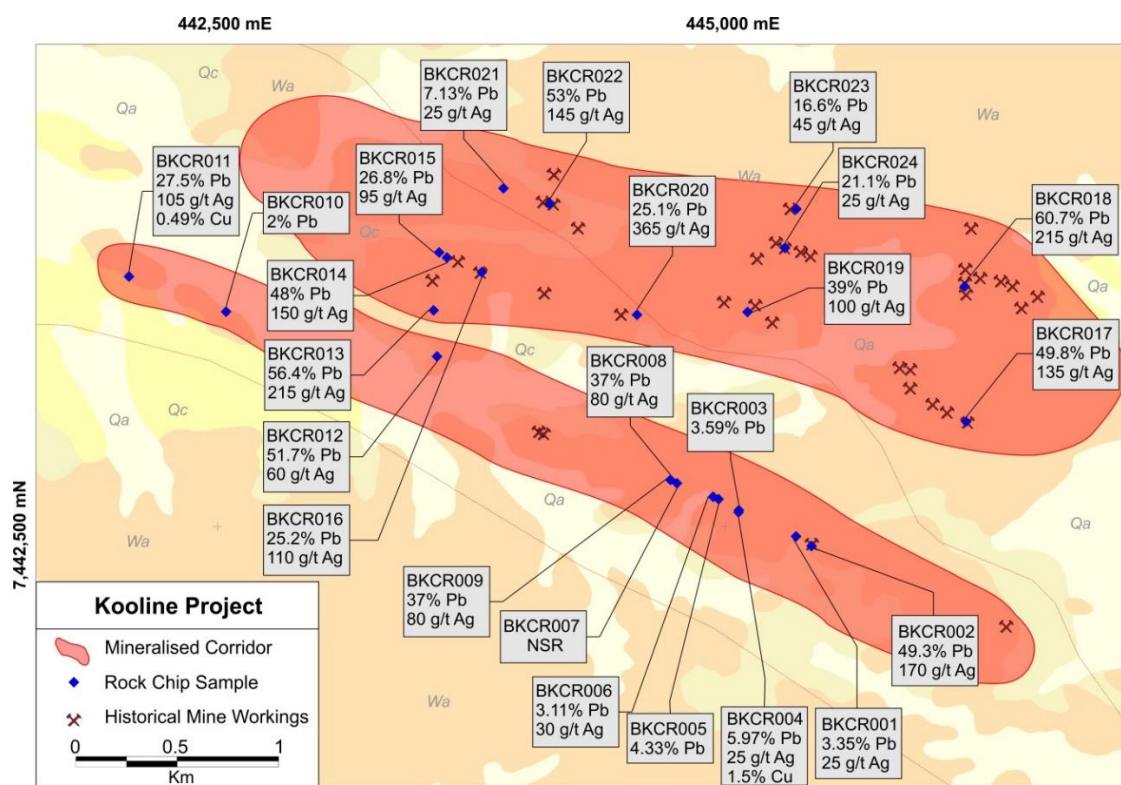 442,500 mE
445,000 mE
Qc
Wa
Qa
BKCR021
7.13% Pb
25 g/t Ag
BKCR022
53% Pb
145 g/t Ag
BKCR023
16.6% Pb
45 g/t Ag
Wa
BKCR011
27.5% Pb
105 g/t Ag
0.49% Cu
BKCR010
2% Pb
BKCR015
26.8% Pb
95 g/t Ag
Wa
BKCR020
25.1% Pb
365 g/t Ag
BKCR024
21.1% Pb
25 g/t Ag
BKCR018
60.7% Pb
215 g/t Ag
Qc
BKCR014
48% Pb
150 g/t Ag
BKCR019
39% Pb
100 g/t Ag
Qa
BKCR013
56.4% Pb
215 g/t Ag
Qc
Qa
BKCR017
49.8% Pb
135 g/t Ag
BKCR008
37% Pb
80 g/t Ag
BKCR003
3.59% Pb
Qa
Qc
BKCR012
51.7% Pb
60 g/t Ag
Qa
Qa
7,442,500 mN
Wa
BKCR016
25.2% Pb
110 g/t Ag
BKCR009
37% Pb
80 g/t Ag
BKCR007
NSR
BKCR002
49.3% Pb
170 g/t Ag
Wa
BKCR006
3.11% Pb
30 g/t Ag
BKCR005
4.33% Pb
BKCR004
5.97% Pb
25 g/t Ag
1.5% Cu
BKCR001
3.35% Pb
25 g/t Ag
Kooline Project
Mineralised Corridor
Rock Chip Sample
Historical Mine Workings
0 0.5 1
Km